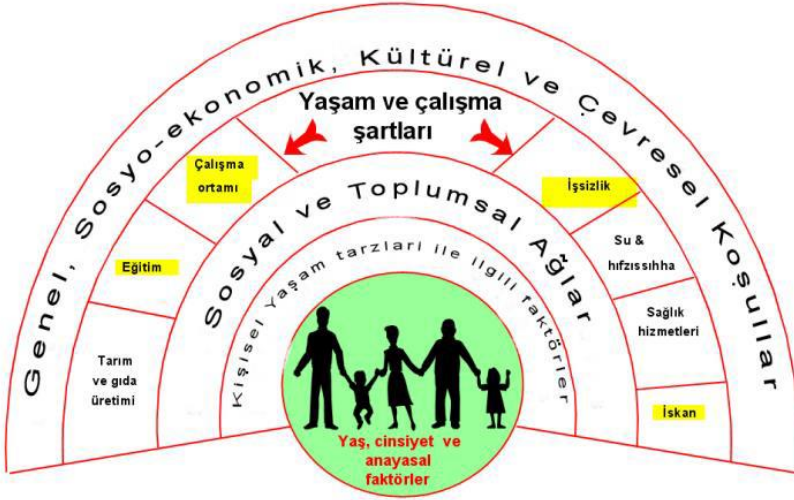 Genel, Sosyo-ekonomik, Kültürel ve Çevresel Koşullar
Yaşam ve çalışma
şartları
Çalışma
ortamı
Eğitim
Tarım
ve gıda
üretimi
İşsizlik
Su &
hıfzıssıhha
Sağlık
hizmetleri
İskan
Sosyal ve Toplumsal Ağlar
Kişisel Yaşam tarzlari ile ilgili faktörler
Yaş, cinsiyet ve
anayasal
faktörler